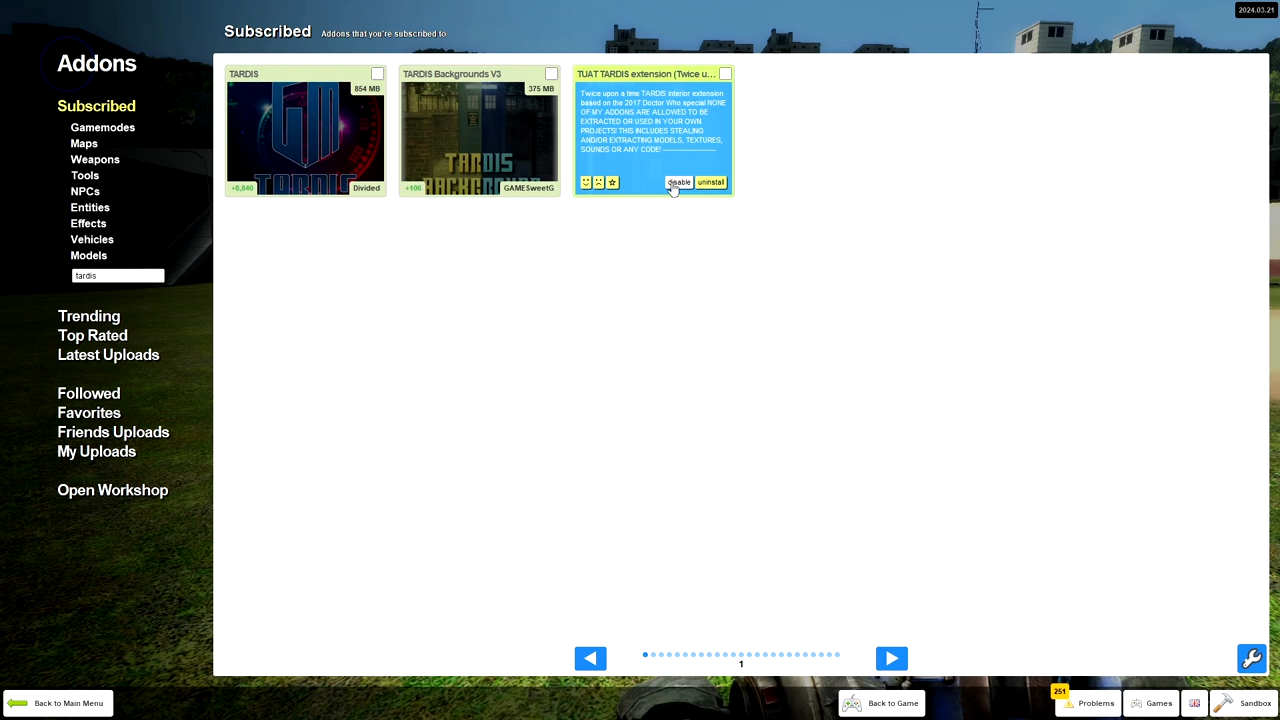 2024.03.21
Subscribed Addons that you're subscribed to
Addons
Subscribed
Gamemodes
Maps
Weapons
Tools
NPCs
Entities
Effects
Vehicles
Models
tardis
Trending
Top Rated
Latest Uploads
Followed
Favorites
Friends Uploads
My Uploads
Open Workshop
TARDIS
854 MB
TARDIS
+8,840
Divided
TARDIS Backgrounds V3
375 MB
TARDIS
BACKGROUND
+106
GAMESweetG
TUAT TARDIS extension (Twice u...
Twice upon a time TARDIS interior extension
based on the 2017 Doctor Who special NONE
OF MY ADDONS ARE ALLOWED TO BE
EXTRACTED OR USED IN YOUR OWN
PROJECTS! THIS INCLUDES STEALING
AND/OR EXTRACTING MODELS, TEXTURES,
SOUNDS OR ANY CODE! --------------------
disable uninstall
1
Back to Main Menu
Back to Game
251
Problems
Games
Sandbox